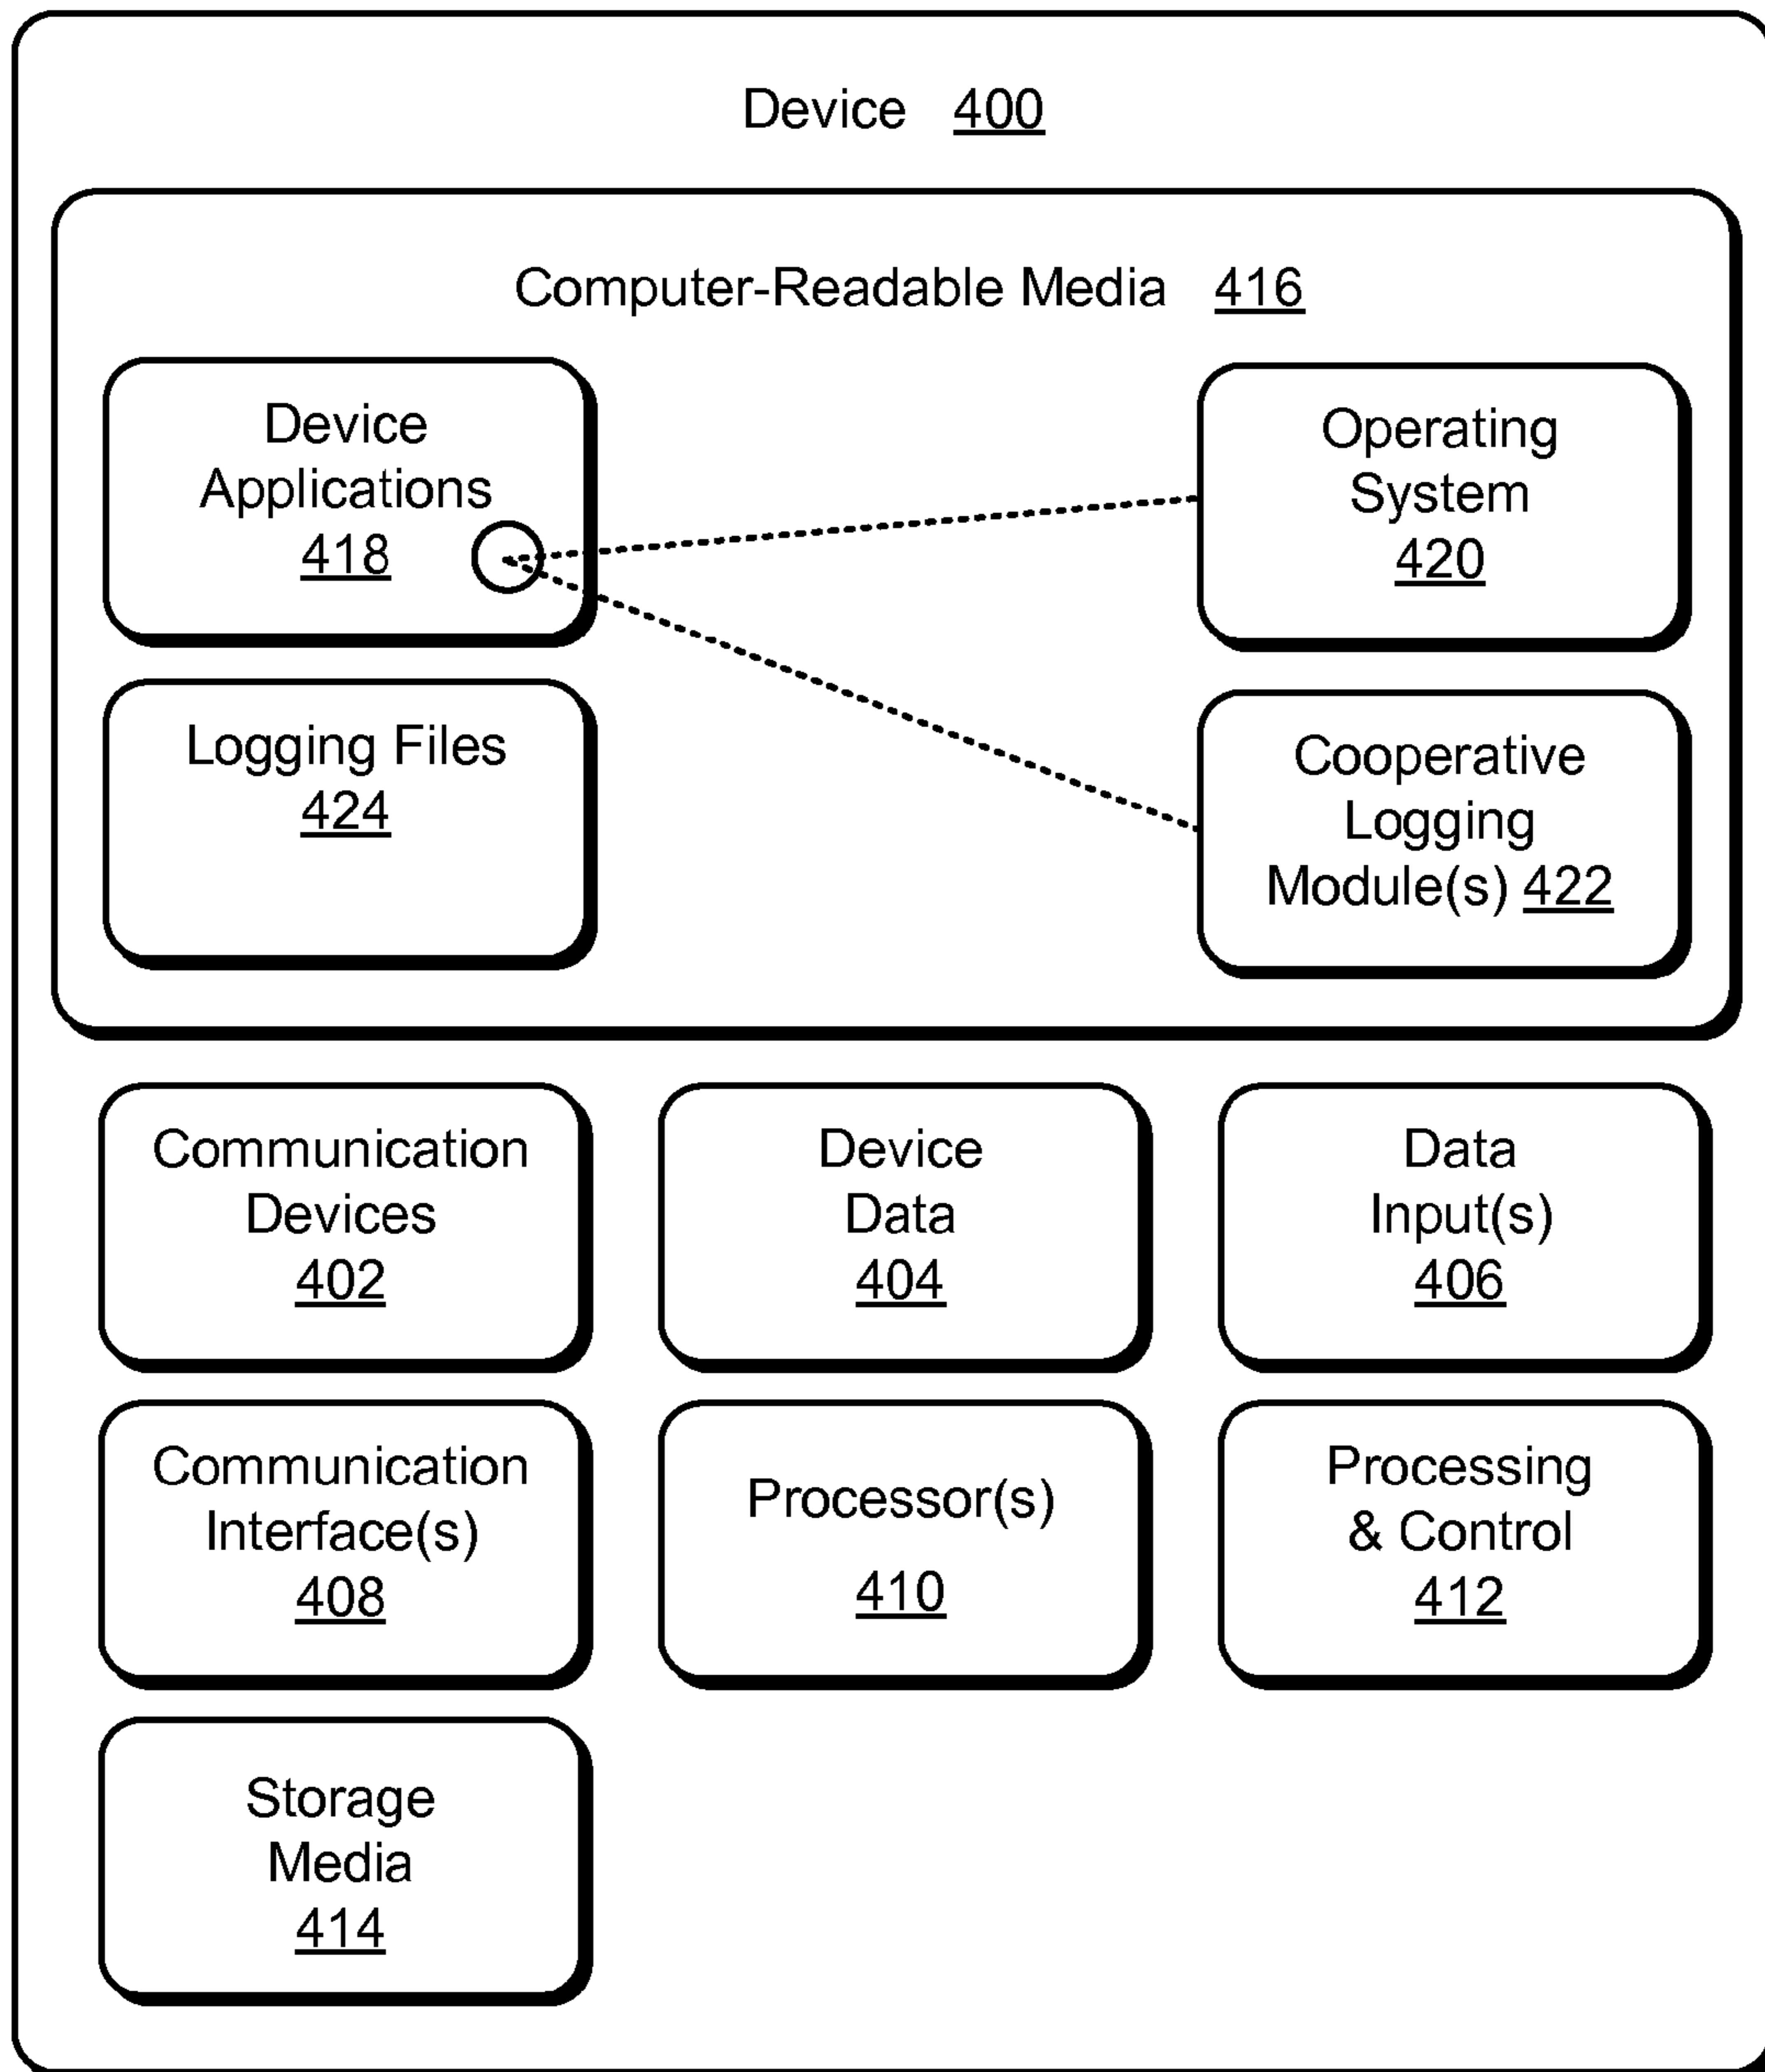 Device 400
Computer-Readable Media 416
Device
Applications
418
Operating
System
420
Logging Files
424
Cooperative
Logging
Module(s) 422
Communication
Devices
402
Device
Data
404
Data
Input(s)
406
Communication
Interface(s)
408
Processor(s)
410
Processing
& Control
412
Storage
Media
414